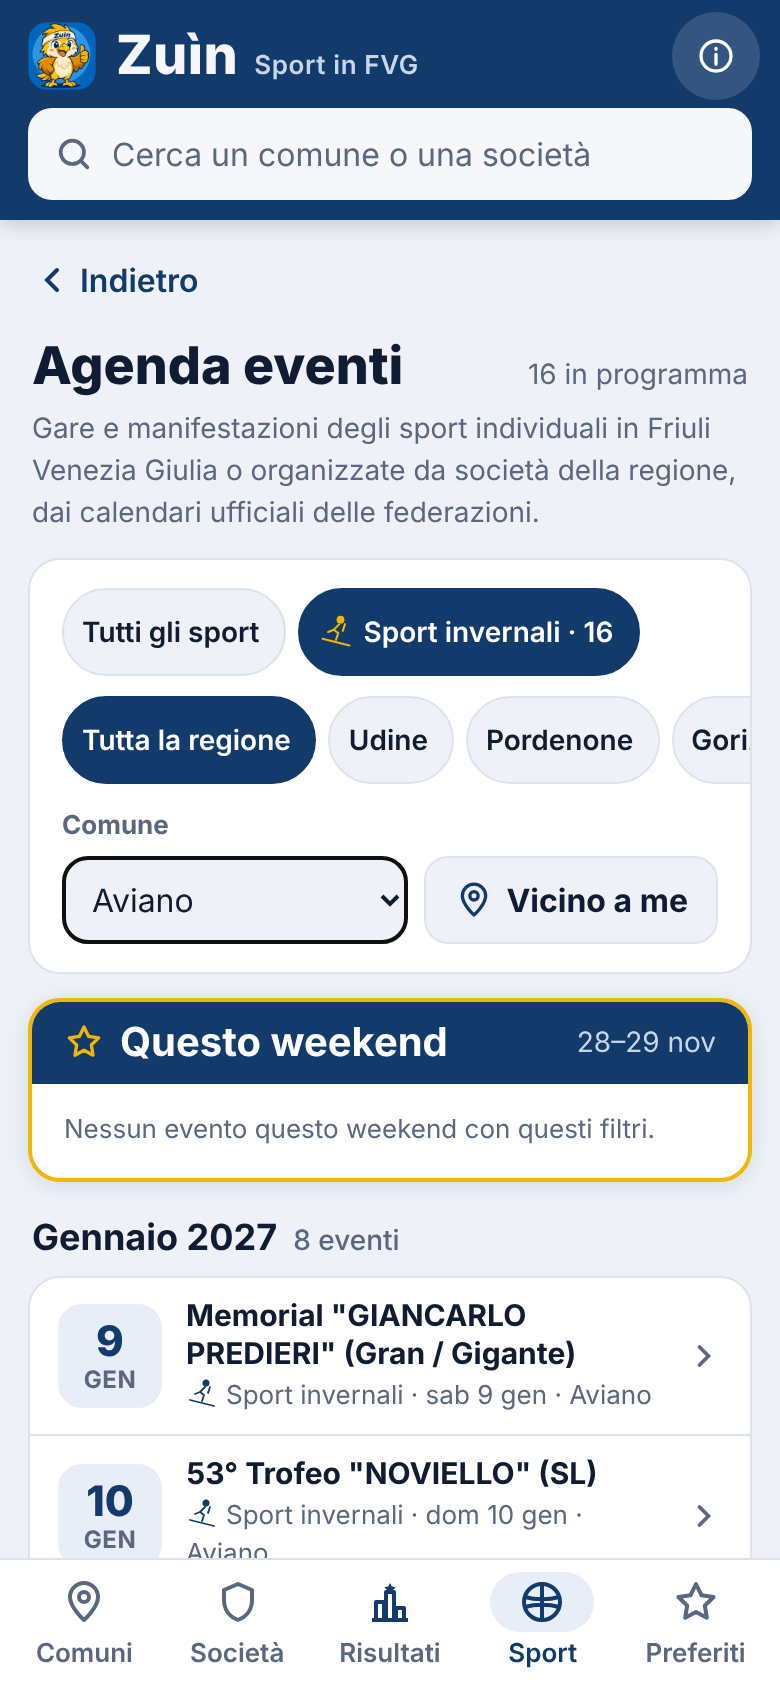 Zuìn Sport in FVG
Cerca un comune o una società
Indietro
Agenda eventi 16 in programma
Gare e manifestazioni degli sport individuali in Friuli
Venezia Giulia o organizzate da società della regione,
dai calendari ufficiali delle federazioni.
Tutti gli sport Sport invernali · 16
Tutta la regione Udine Pordenone Gori
Comune
Aviano Vicino a me
Questo weekend 28–29 nov
Nessun evento questo weekend con questi filtri.
Gennaio 2027 8 eventi
9 GEN
Memorial "GIANCARLO
PREDIERI" (Gran / Gigante)
Sport invernali · sab 9 gen · Aviano
10 GEN
53° Trofeo "NOVIELLO" (SL)
Sport invernali · dom 10 gen ·
Aviano
Comuni Società Risultati Sport Preferiti